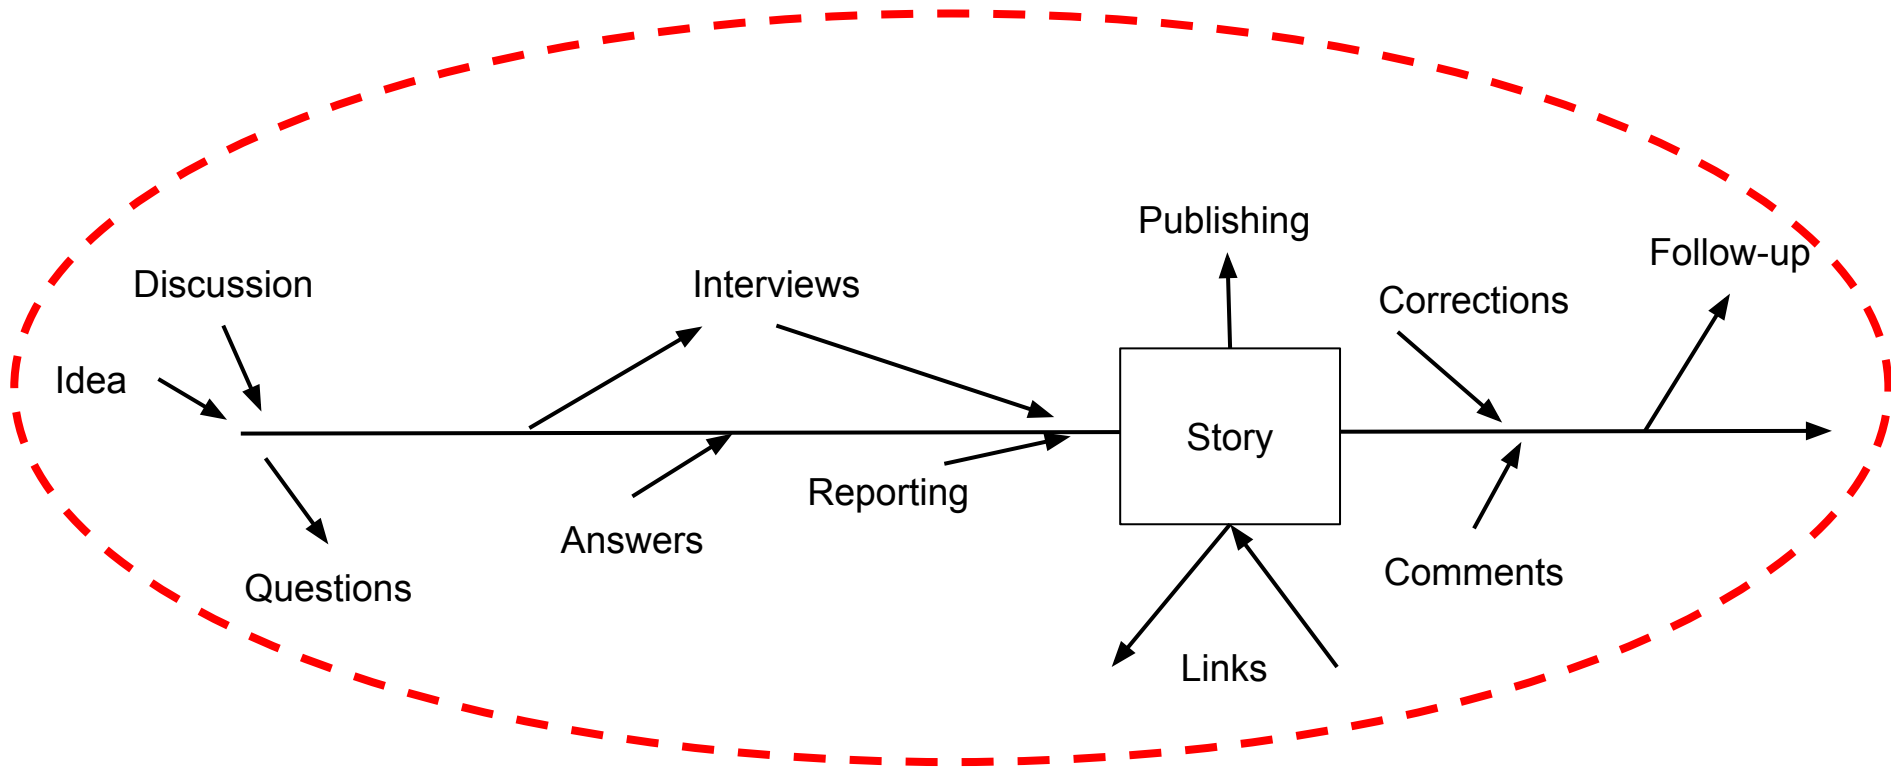 Publishing
Follow-up
Discussion
Interviews
Corrections
Idea
Story
Reporting
Answers
Comments
Questions
Links